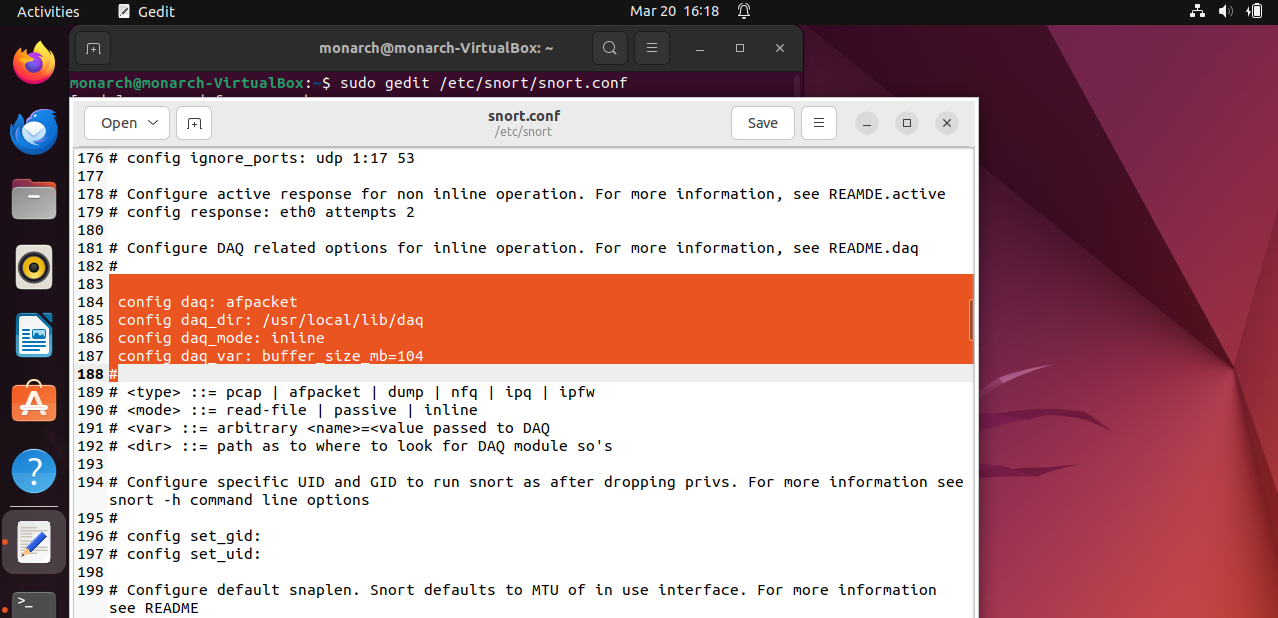 Activities Gedit Mar 20 16:18
monarch@monarch-VirtualBox: ~
monarch@monarch-VirtualBox:~$ sudo gedit /etc/snort/snort.conf
Open snort.conf Save
/etc/snort
176 # config ignore_ports: udp 1:17 53
177
178 # Configure active response for non inline operation. For more information, see REAMDE.active
179 # config response: eth0 attempts 2
180
181 # Configure DAQ related options for inline operation. For more information, see README.daq
182 #
183
184 config daq: afpacket
185 config daq_dir: /usr/local/lib/daq
186 config daq_mode: inline
187 config daq_var: buffer_size_mb=104
188 #
189 # <type> ::= pcap | afpacket | dump | nfq | ipq | ipfw
190 # <mode> ::= read-file | passive | inline
191 # <var> ::= arbitrary <name>=<value passed to DAQ
192 # <dir> ::= path as to where to look for DAQ module so's
193
194 # Configure specific UID and GID to run snort as after dropping privs. For more information see
snort -h command line options
195 #
196 # config set_gid:
197 # config set_uid:
198
199 # Configure default snaplen. Snort defaults to MTU of in use interface. For more information
see README